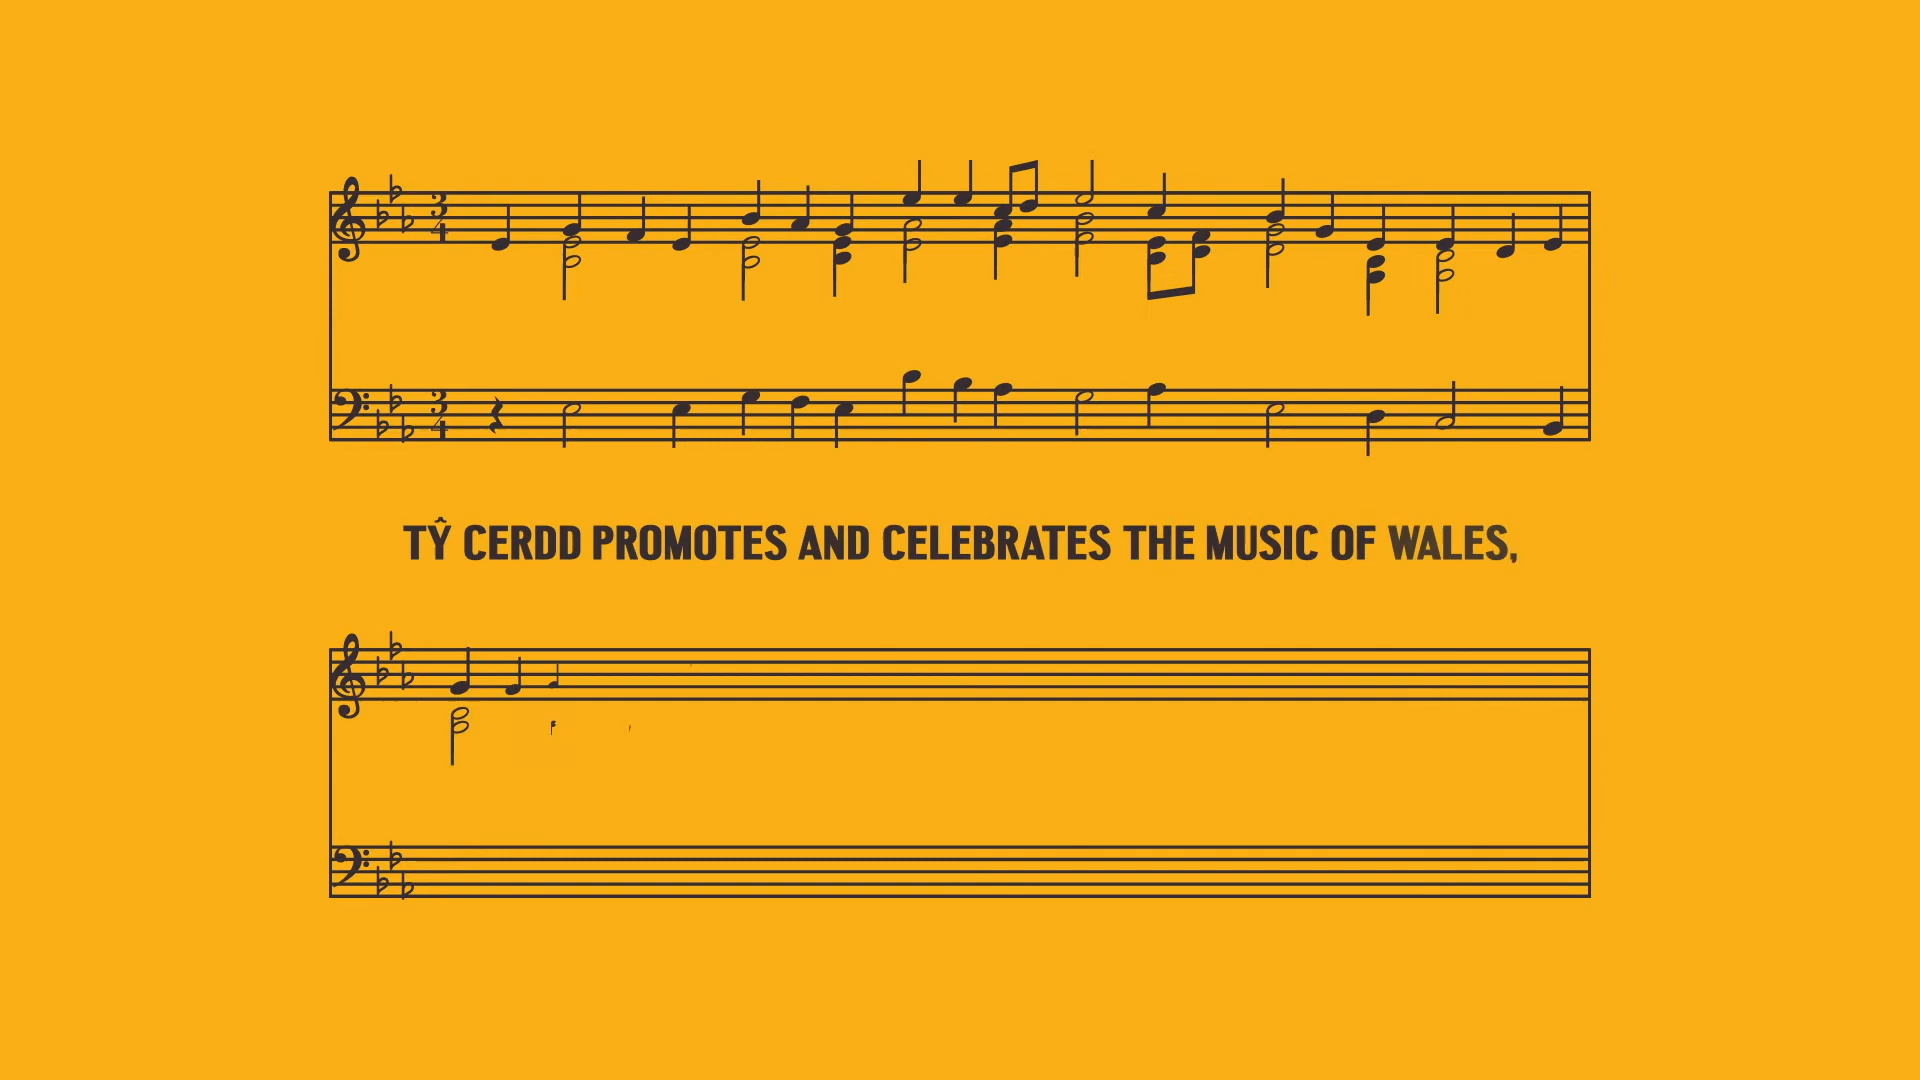 TŶ CERDD PROMOTES AND CELEBRATES THE MUSIC OF WALES,